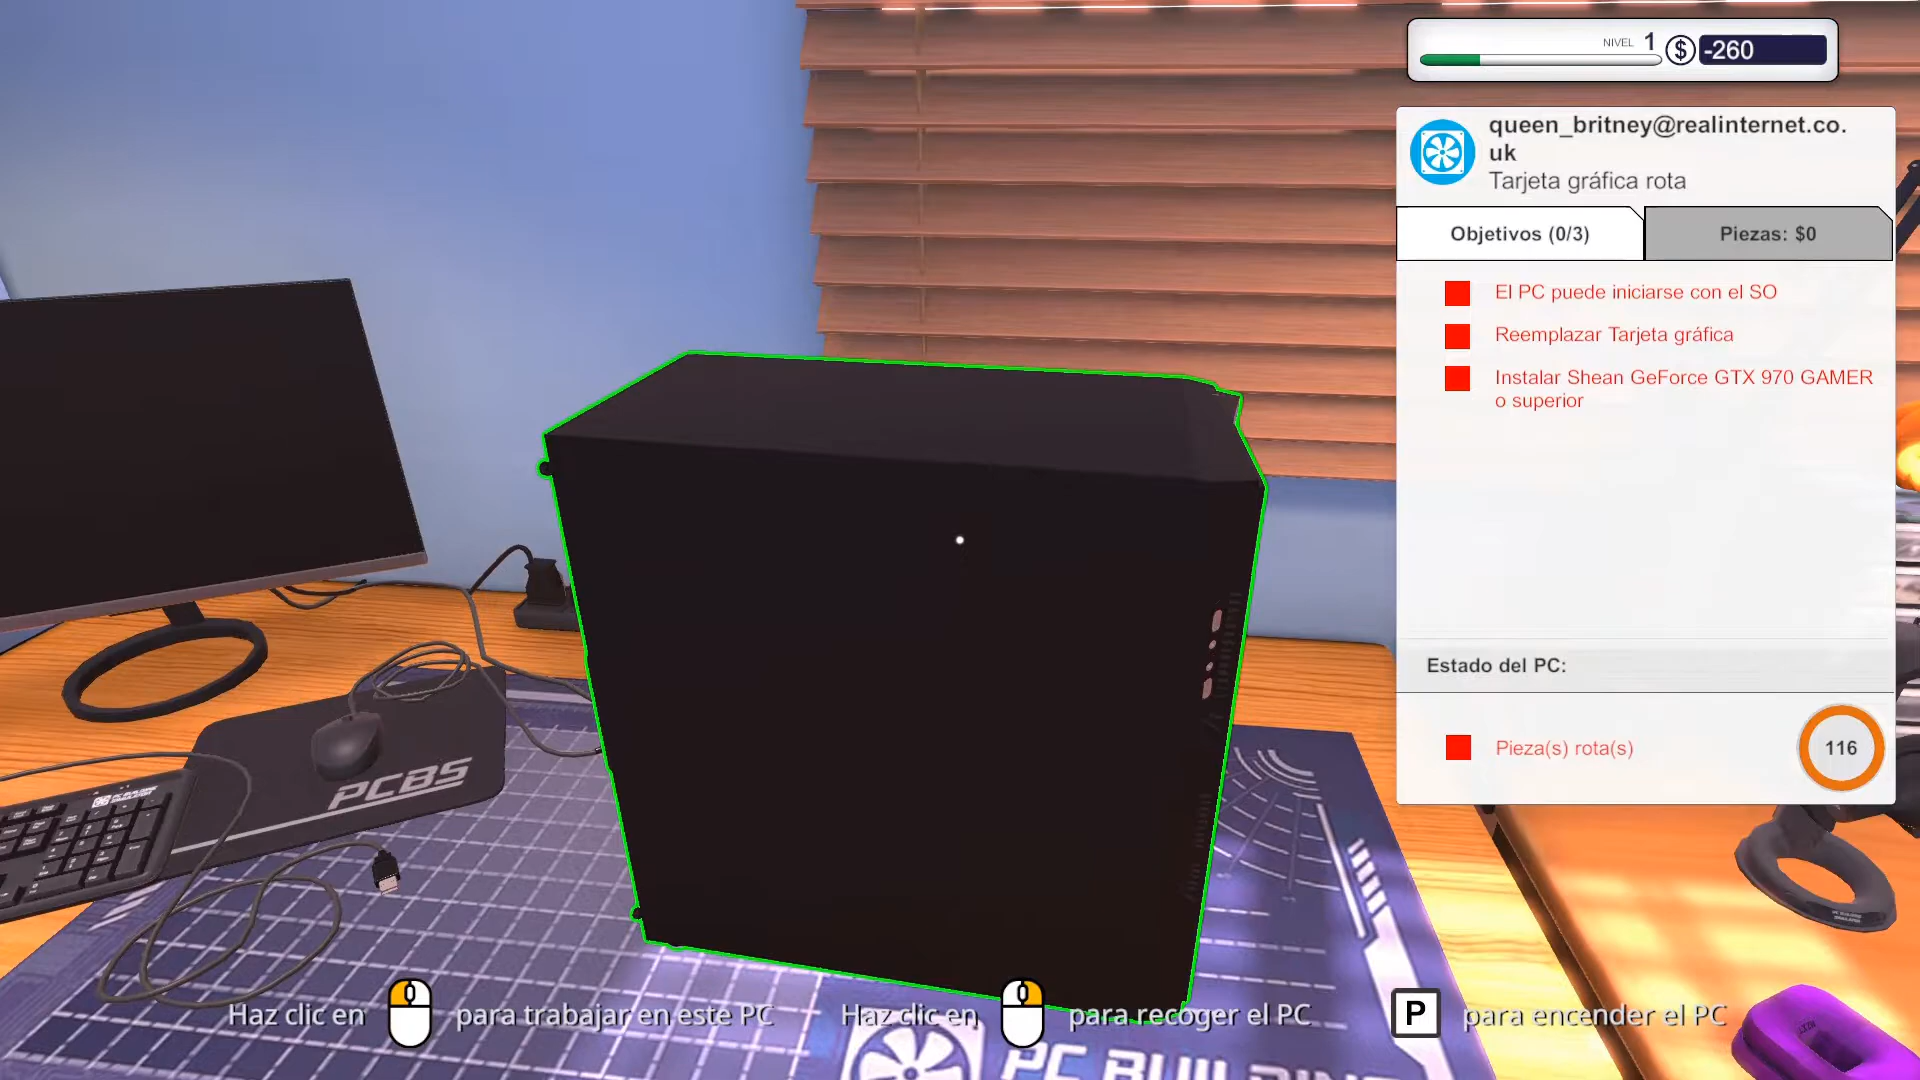 NIVEL 1 $ -260
queen_britney@realinternet.co.
uk
Tarjeta gráfica rota
Objetivos (0/3)
Piezas: $0
El PC puede iniciarse con el SO
Reemplazar Tarjeta gráfica
Instalar Shean GeForce GTX 970 GAMER
o superior
Estado del PC:
Pieza(s) rota(s)
116
PCBS
Haz clic en para trabajar en este PC
Haz clic en para recoger el PC
P para encender el PC
PC BUILDING